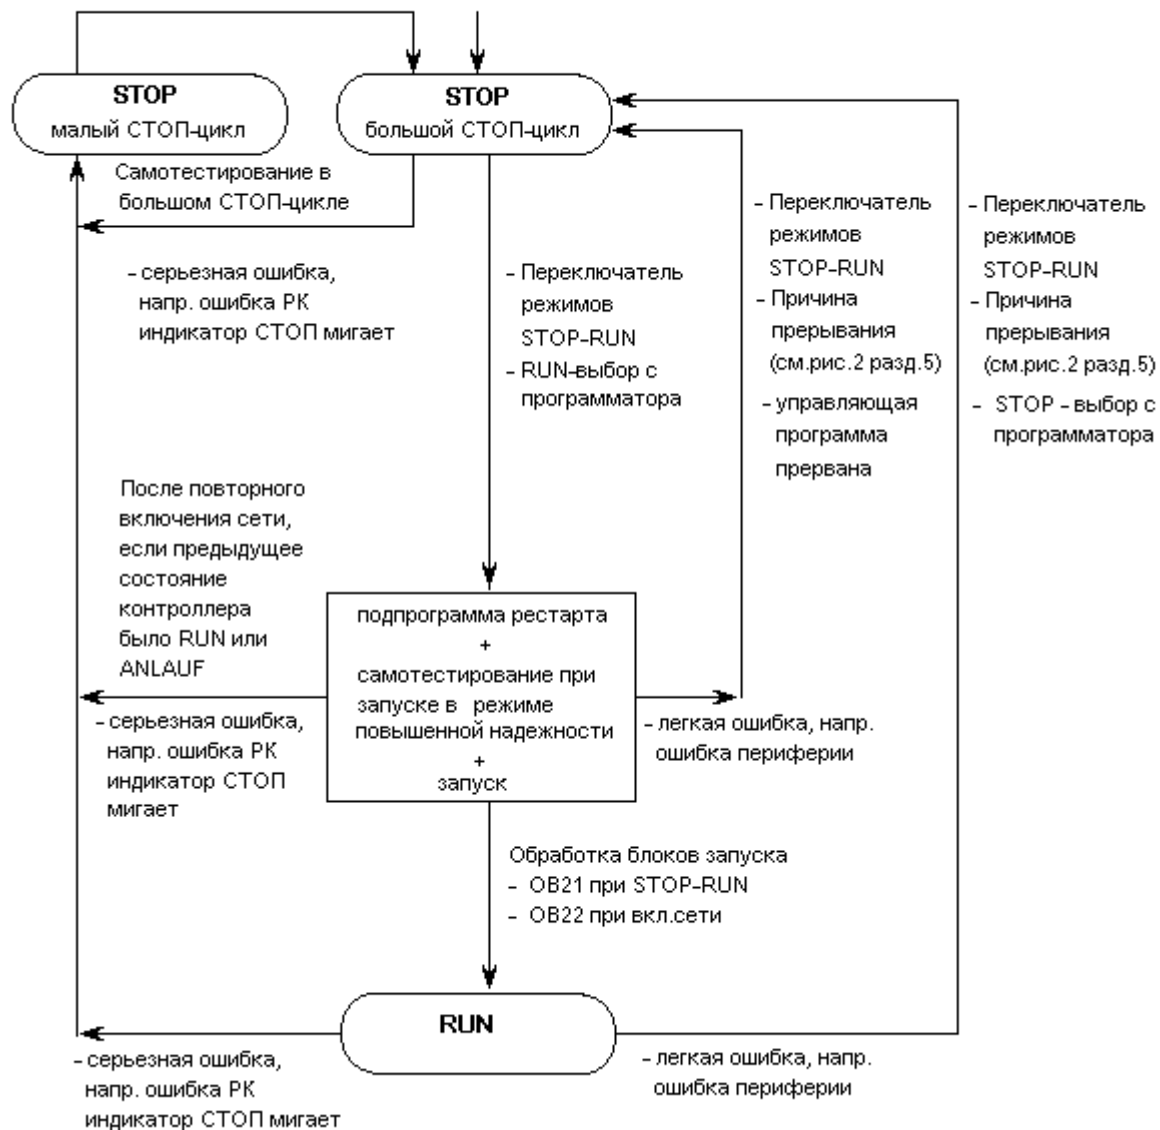 STOP
малый СТОП-цикл
STOP
большой СТОП-цикл
Самотестирование в
большом СТОП-цикле
- серьезная ошибка,
напр. ошибка РК
индикатор СТОП мигает
- Переключатель
режимов
STOP-RUN
- RUN-выбор с
программатора
- Переключатель
режимов
STOP-RUN
- Причина
прерывания
(см.рис.2 разд.5)
- управляющая
программа
прервана
- Переключатель
режимов
STOP-RUN
- Причина
прерывания
(см.рис.2 разд.5)
- STOP - выбор с
программатора
После повторного
включения сети,
если предыдущее
состояние
контроллера
было RUN или
ANLAUF
- серьезная ошибка,
напр. ошибка РК
индикатор СТОП
мигает
подпрограмма рестарта
+
самотестирование при
запуске в режиме
повышенной надежности
+
запуск
- легкая ошибка, напр.
ошибка периферии
Обработка блоков запуска
- OB21 при STOP-RUN
- OB22 при вкл.сети
RUN
- серьезная ошибка,
напр. ошибка РК
индикатор СТОП мигает
- легкая ошибка, напр.
ошибка периферии